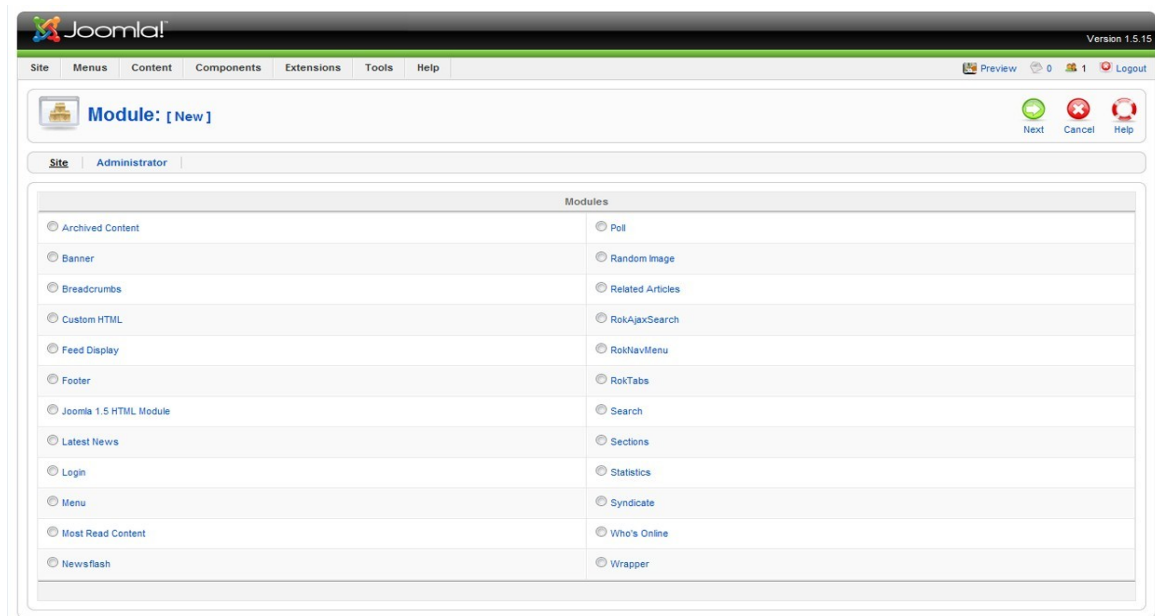 Joomla!
Version 1.5.15
Site Menus Content Components Extensions Tools Help Preview 0 1 Logout
Module: [ New ]
Next Cancel Help
Site Administrator
Modules
Archived Content Poll
Banner Random Image
Breadcrumbs Related Articles
Custom HTML RokAjaxSearch
Feed Display RokNavMenu
Footer RokTabs
Joomla 1.5 HTML Module Search
Latest News Sections
Login Statistics
Menu Syndicate
Most Read Content Who's Online
Newsflash Wrapper